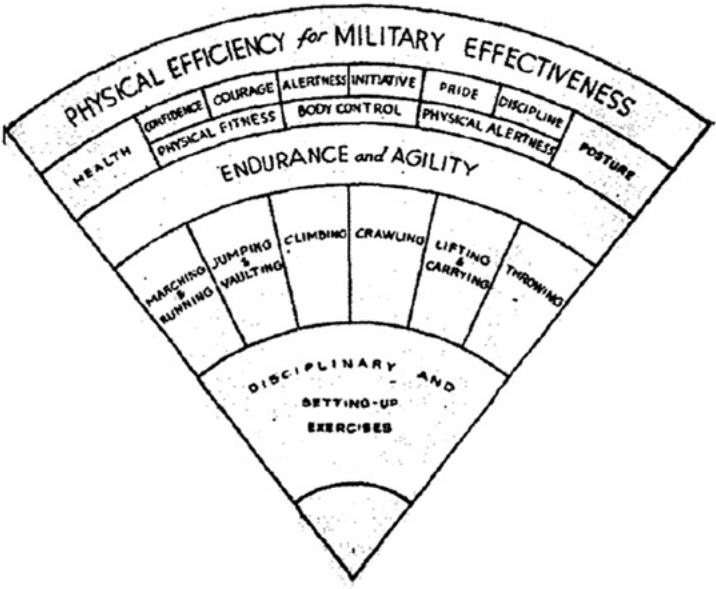 PHYSICAL EFFICIENCY for MILITARY EFFECTIVENESS
HEALTH
CONFIDENCE
COURAGE
ALERTNESS
INITIATIVE
PRIDE
DISCIPLINE
POSTURE
PHYSICAL FITNESS
BODY CONTROL
PHYSICAL ALERTNESS
ENDURANCE and AGILITY
MARCHING
&
RUNNING
JUMPING
&
VAULTING
CLIMBING
CRAWLING
LIFTING
&
CARRYING
THROWING
DISCIPLINARY AND
SETTING-UP
EXERCISES